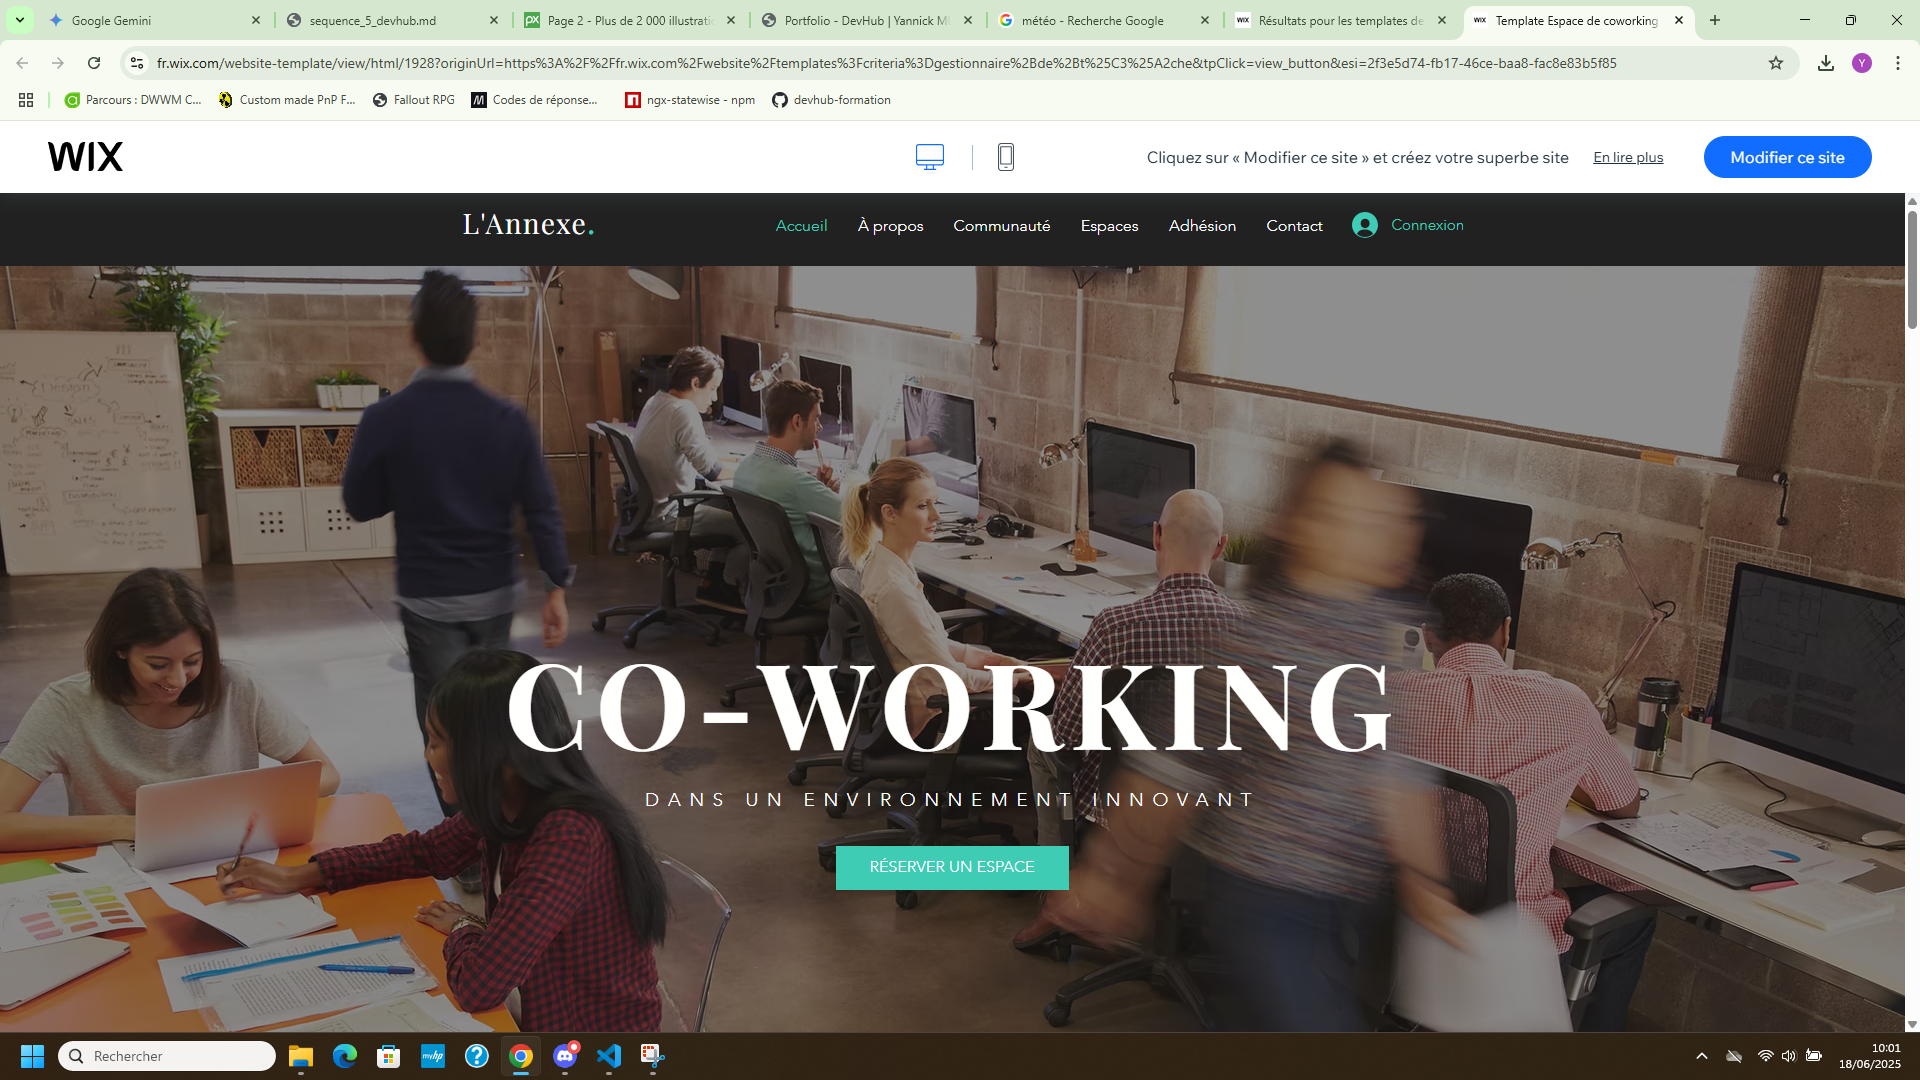 Google Gemini
sequence_5_devhub.md
Page 2 - Plus de 2 000 illustratic
Portfolio - DevHub | Yannick M
météo - Recherche Google
Résultats pour les templates de
Template Espace de coworking
fr.wix.com/website-template/view/html/1928?originUrl=https%3A%2F%2Ffr.wix.com%2Fwebsite%2Ftemplates%3Fcriteria%3Dgestionnaire%2Bde%2Bt%25C3%25A2che&tpClick=view_button&esi=2f3e5d74-fb17-46ce-baa8-fac8e83b5f85
Y
Parcours : DWWM C...
Custom made PnP F...
Fallout RPG
Codes de réponse...
ngx-statewise - npm
devhub-formation
WIX
Cliquez sur « Modifier ce site » et créez votre superbe site
En lire plus
Modifier ce site
L'Annexe.
Accueil
À propos
Communauté
Espaces
Adhésion
Contact
Connexion
CO-WORKING
DANS UN ENVIRONNEMENT INNOVANT
RÉSERVER UN ESPACE
Rechercher
myhp
10:01
18/06/2025